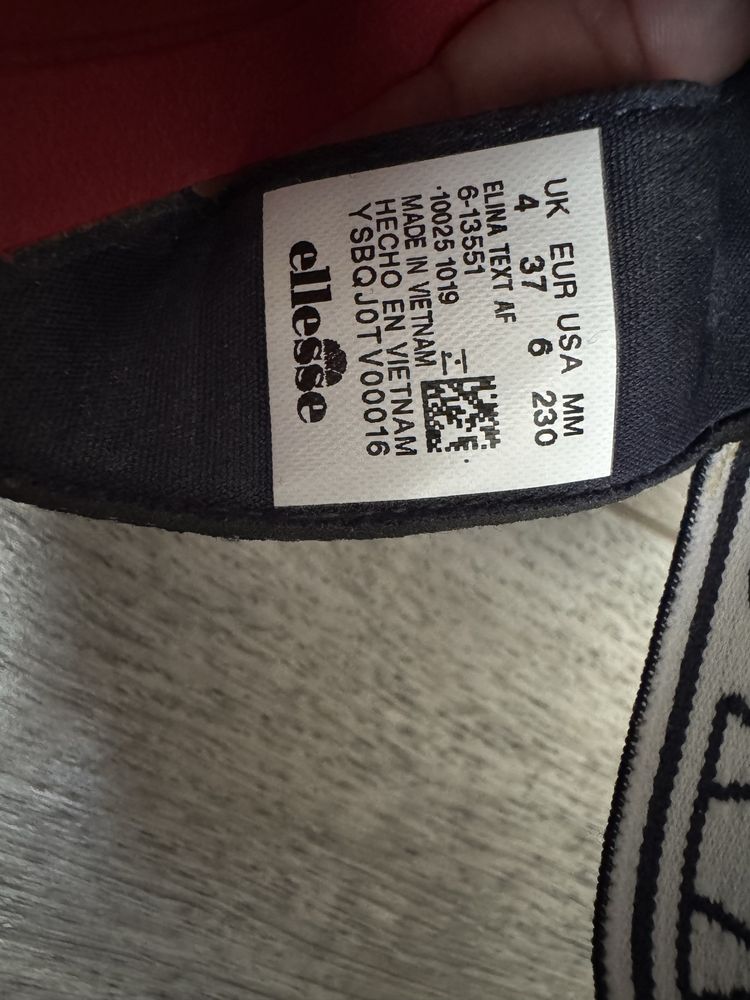 UK EUR USA MM
4 37 6 230
ELINA TEXT AF
6-13551
10025 1019
MADE IN VIETNAM
HECHO EN VIETNAM
YSBQJ0T V00016
ellesse